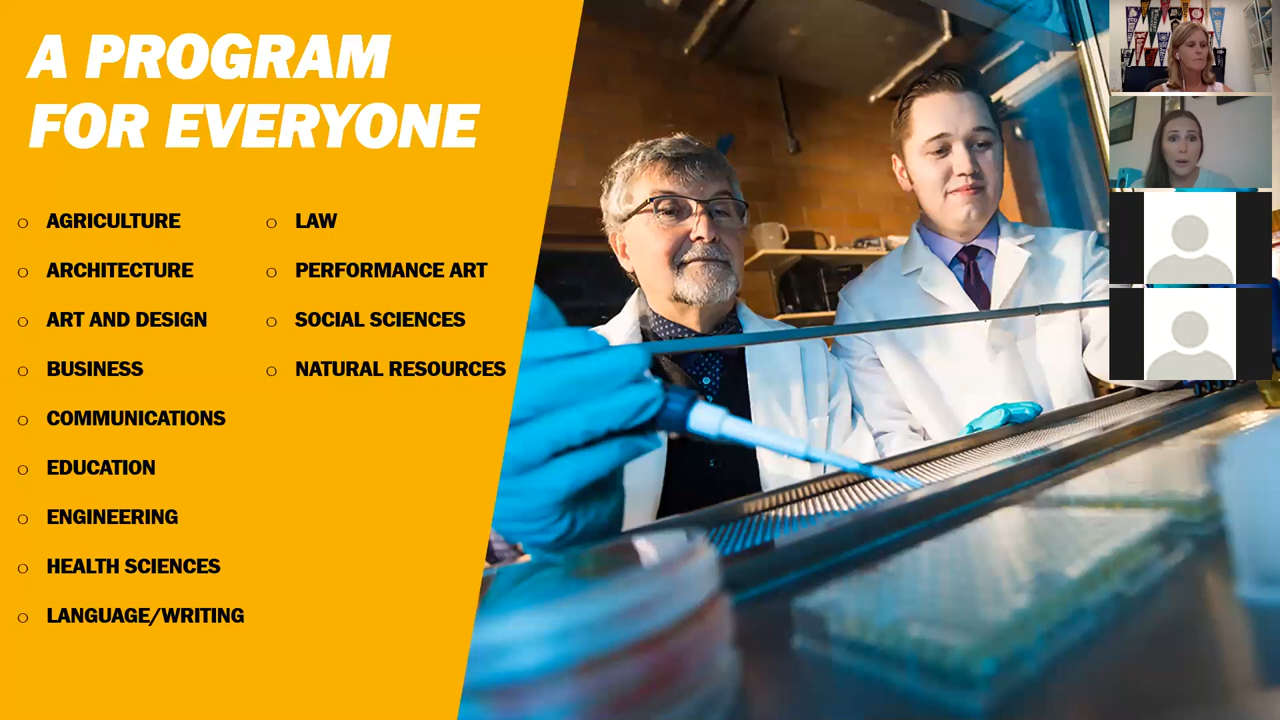 A PROGRAM
FOR EVERYONE
AGRICULTURE
ARCHITECTURE
ART AND DESIGN
BUSINESS
COMMUNICATIONS
EDUCATION
ENGINEERING
HEALTH SCIENCES
LANGUAGE/WRITING
LAW
PERFORMANCE ART
SOCIAL SCIENCES
NATURAL RESOURCES